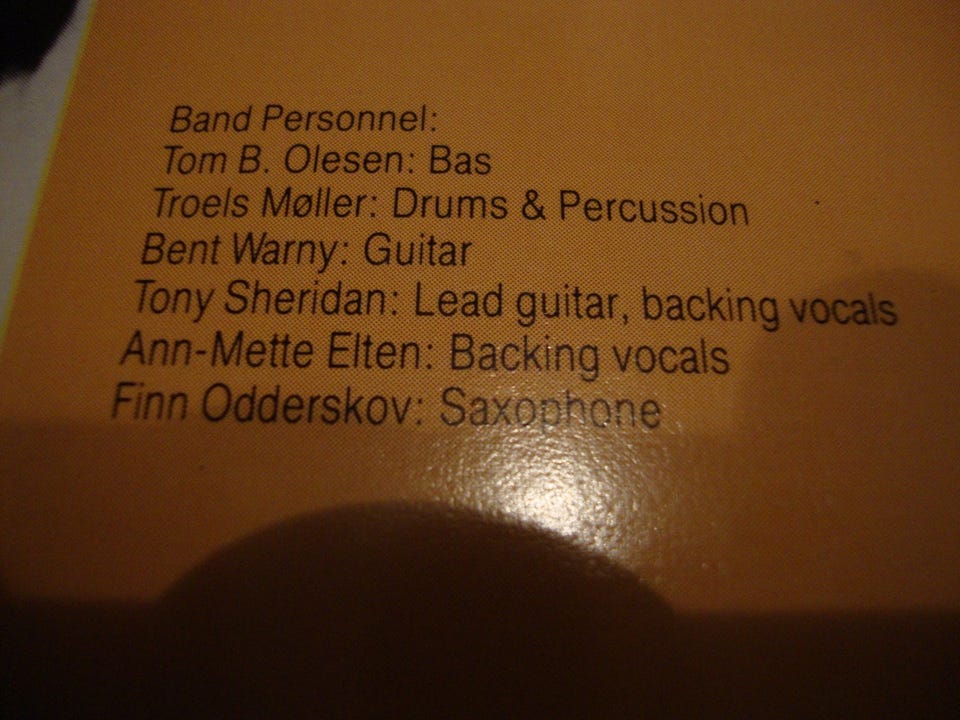 Band Personnel:
Tom B. Olesen: Bas
Troels Møller: Drums & Percussion
Bent Warny: Guitar
Tony Sheridan: Lead guitar, backing vocals
Ann-Mette Elten: Backing vocals
Finn Odderskov: Saxophone